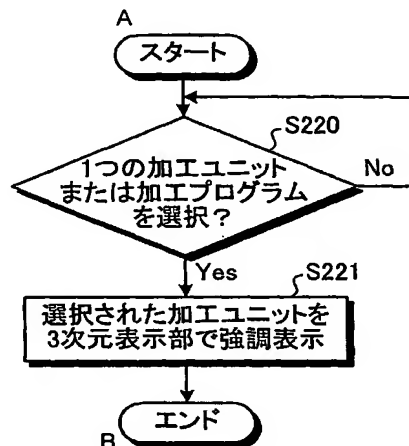 A
スタート
S220
1つの加工ユニット
または加工プログラム
を選択？
No
Yes
S221
選択された加工ユニットを
3次元表示部で強調表示
エンド
B